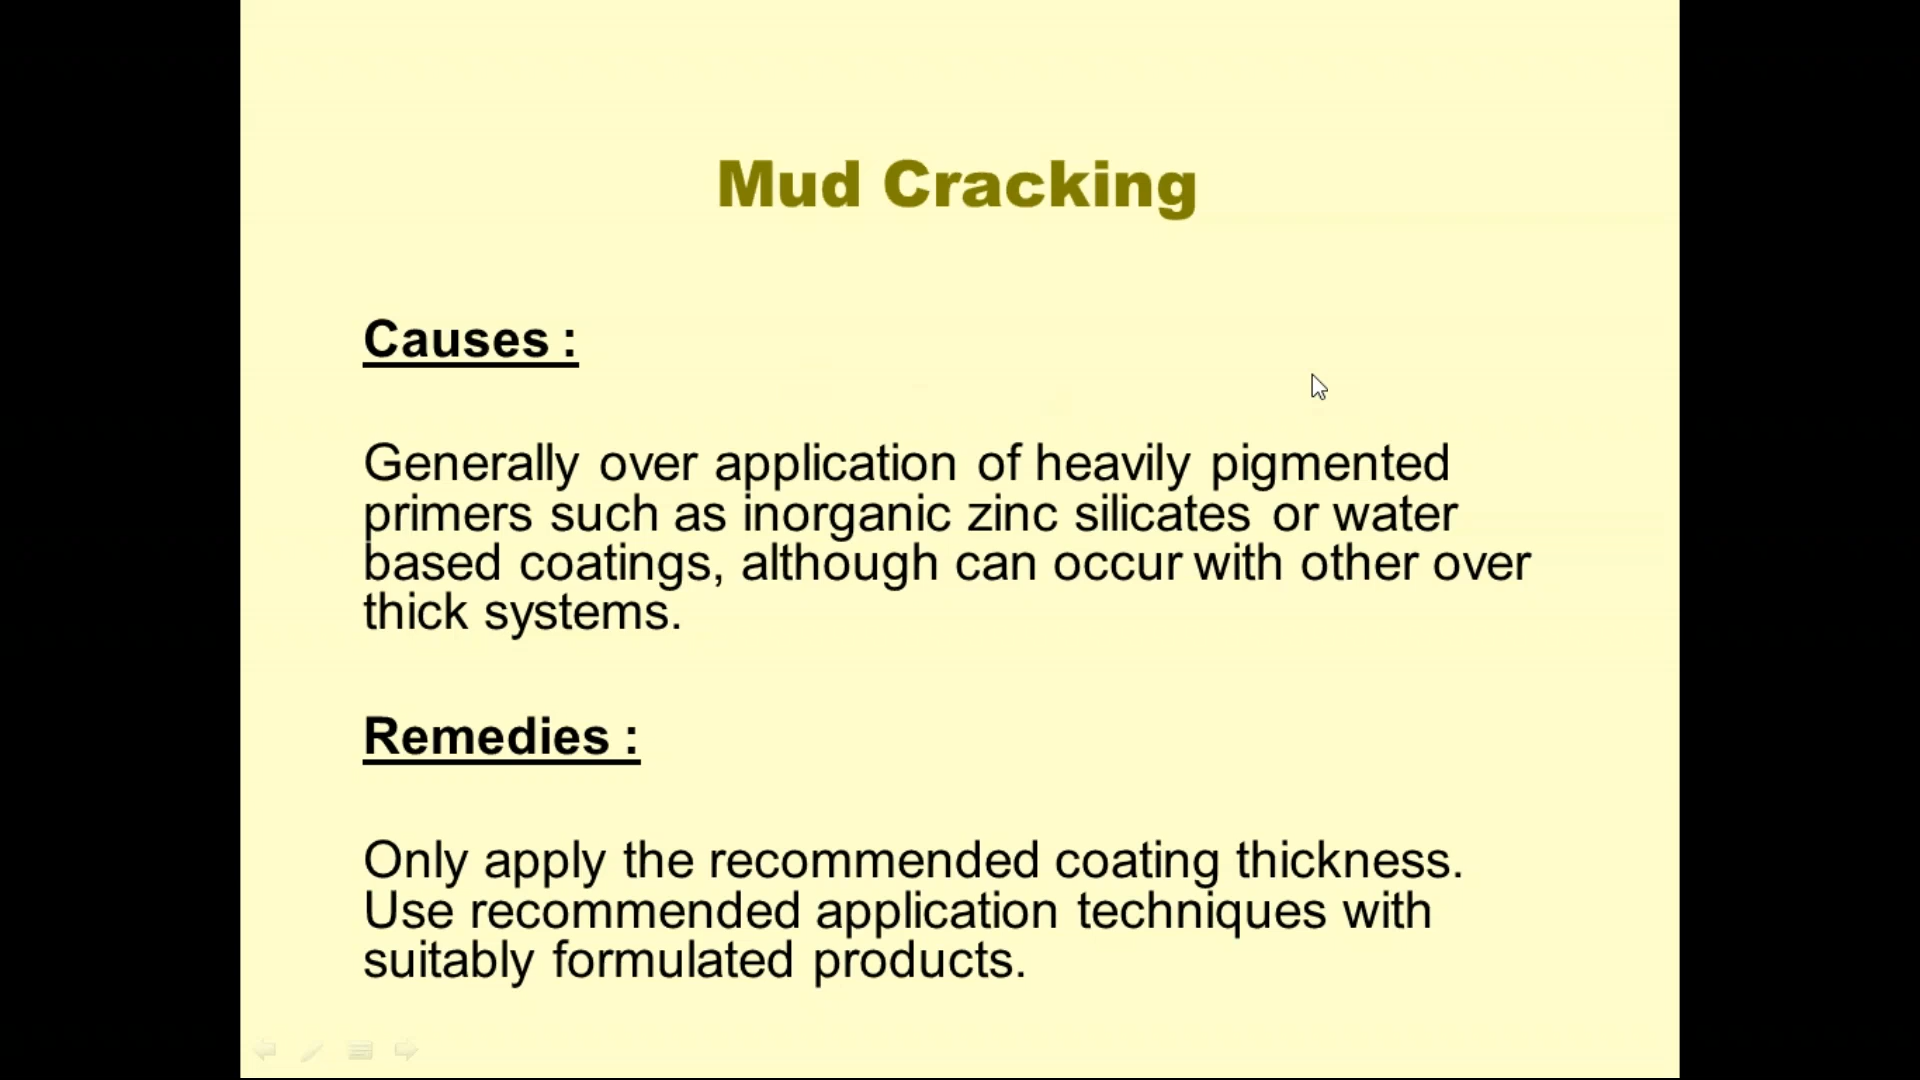 Mud Cracking
Causes :
Generally over application of heavily pigmented
primers such as inorganic zinc silicates or water
based coatings, although can occur with other over
thick systems.
Remedies :
Only apply the recommended coating thickness.
Use recommended application techniques with
suitably formulated products.